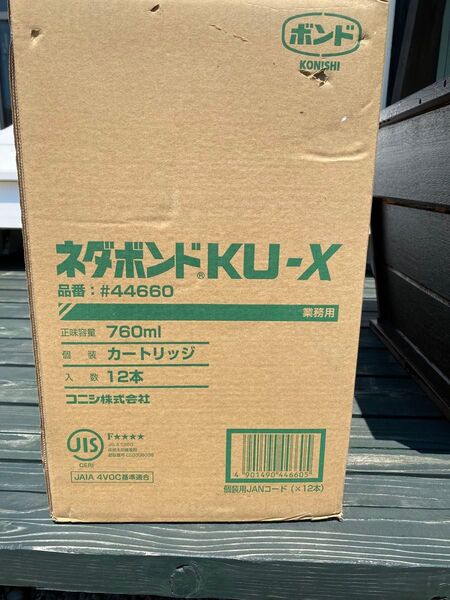 ボンド
KONISHI
ネダボンド®KU-X
品番：#44660
業務用
正味容量 760ml
個装 カートリッジ
入数 12本
コニシ株式会社
JIS
CERI
F★★★★
JAIA 4VOC基準適合
4 901490 446605
個装用JANコード（×12本）